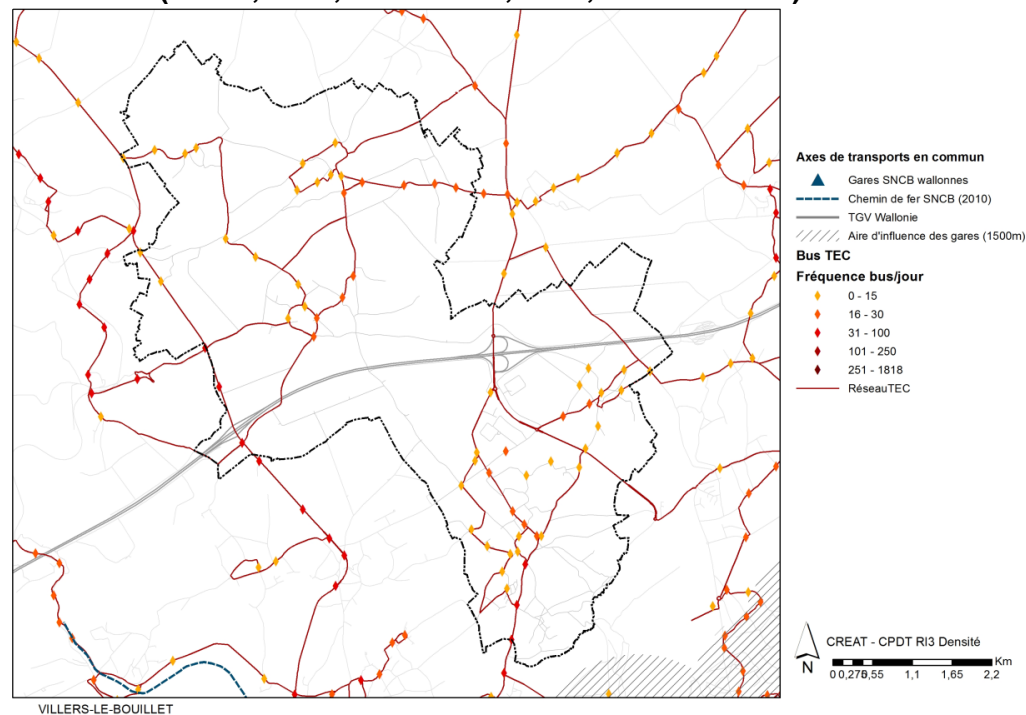 Axes de transports en commun
Gares SNCB wallonnes
Chemin de fer SNCB (2010)
TGV Wallonie
Aire d'influence des gares (1500m)
Bus TEC
Fréquence bus/jour
0 - 15
16 - 30
31 - 100
101 - 250
251 - 1818
RéseauTEC
CREAT - CPDT RI3 Densité
N
Km
0 0,275 0,55 1,1 1,65 2,2
VILLERS-LE-BOUILLET